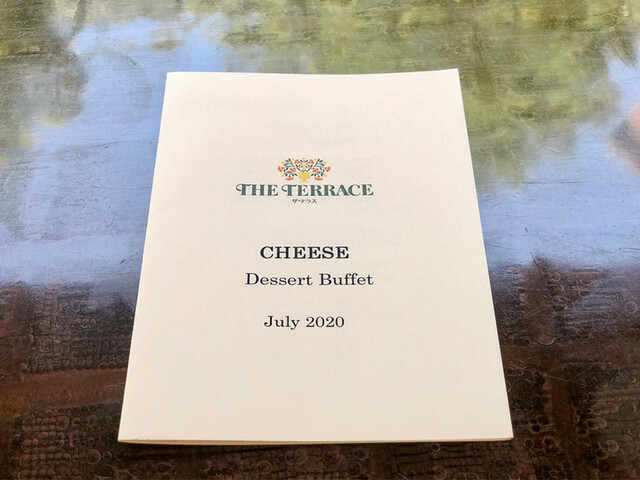 THE TERRACE
ザ・テラス
CHEESE
Dessert Buffet
July 2020